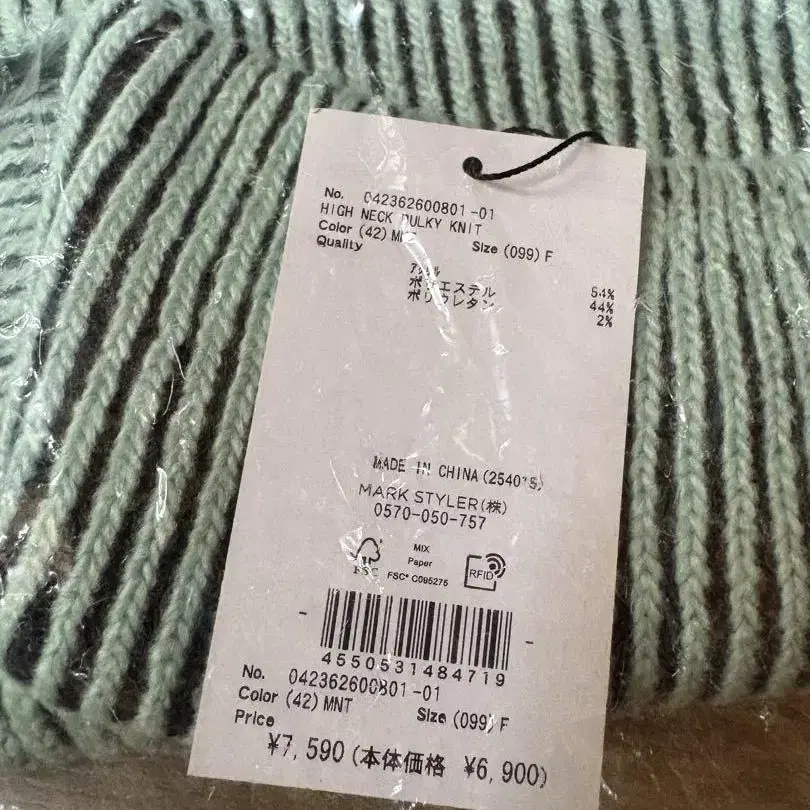 No. 042362600801-01
HIGH NECK BULKY KNIT
Color (42) MNT Size (099) F
Quality
アクリル 54%
ポリエステル 44%
ポリウレタン 2%
MADE IN CHINA (254015)
MARK STYLER(株)
0570-050-757
FSC
MIX
Paper
FSC® C095275
RFID
4550531484719
No. 042362600801-01
Color (42) MNT Size (099) F
Price
¥7,590 (本体価格 ¥6,900)